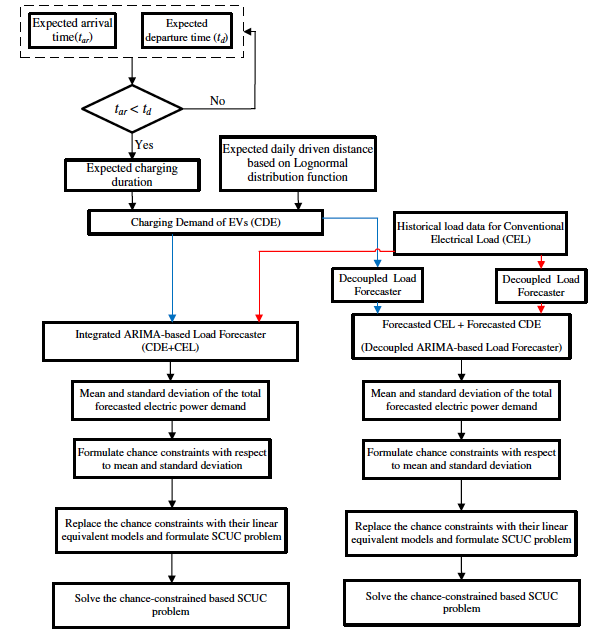 Expected arrival
time(tar)
Expected
departure time (td)
tar < td
No
Yes
Expected charging
duration
Expected daily driven distance
based on Lognormal
distribution function
Charging Demand of EVs (CDE)
Historical load data for Conventional
Electrical Load (CEL)
Decoupled Load
Forecaster
Decoupled Load
Forecaster
Integrated ARIMA-based Load Forecaster
(CDE+CEL)
Forecasted CEL + Forecasted CDE
(Decoupled ARIMA-based Load Forecaster)
Mean and standard deviation of the total
forecasted electric power demand
Mean and standard deviation of the total
forecasted electric power demand
Formulate chance constraints with respect
to mean and standard deviation
Formulate chance constraints with respect
to mean and standard deviation
Replace the chance constraints with their linear
equivalent models and formulate SCUC problem
Replace the chance constraints with their linear
equivalent models and formulate SCUC problem
Solve the chance-constrained based SCUC
problem
Solve the chance-constrained based SCUC
problem